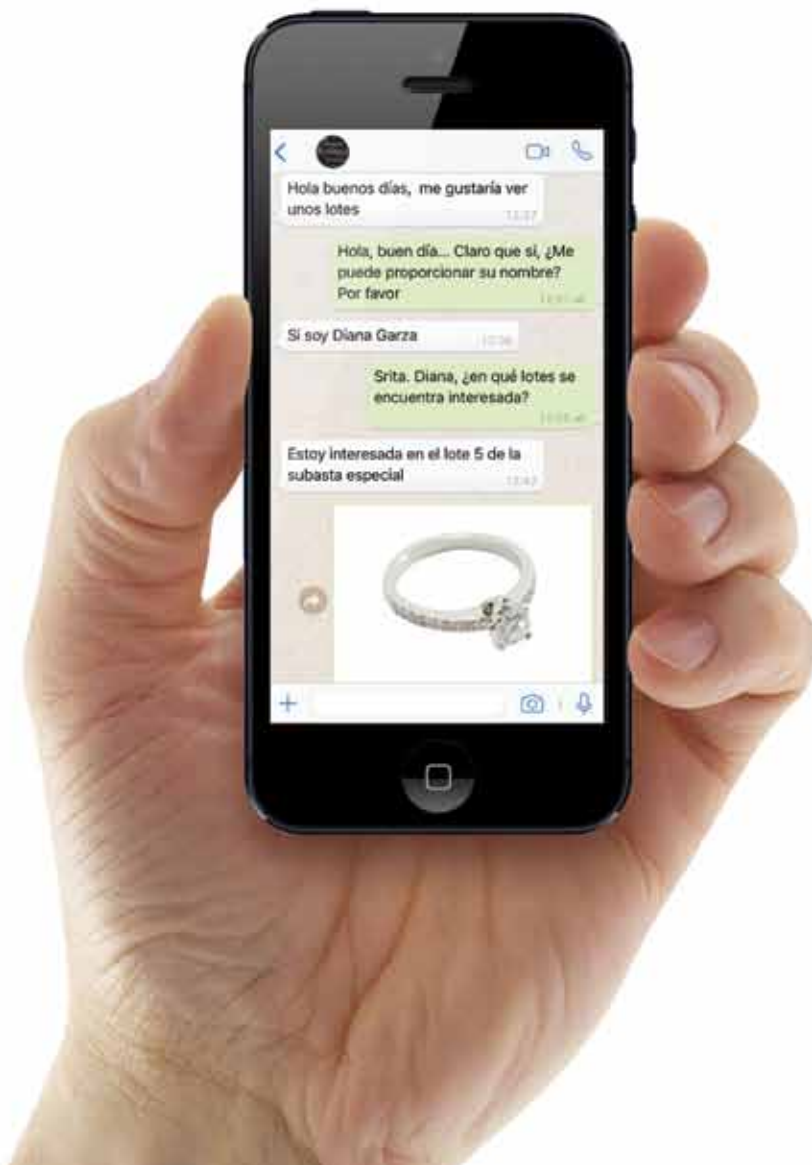 Hola buenos días, me gustaría ver
unos lotes
Hola, buen día... Claro que si, ¿Me
puede proporcionar su nombre?
Por favor
Si soy Diana Garza
Srita. Diana, ¿en qué lotes se
encuentra interesada?
Estoy interesada en el lote 5 de la
subasta especial